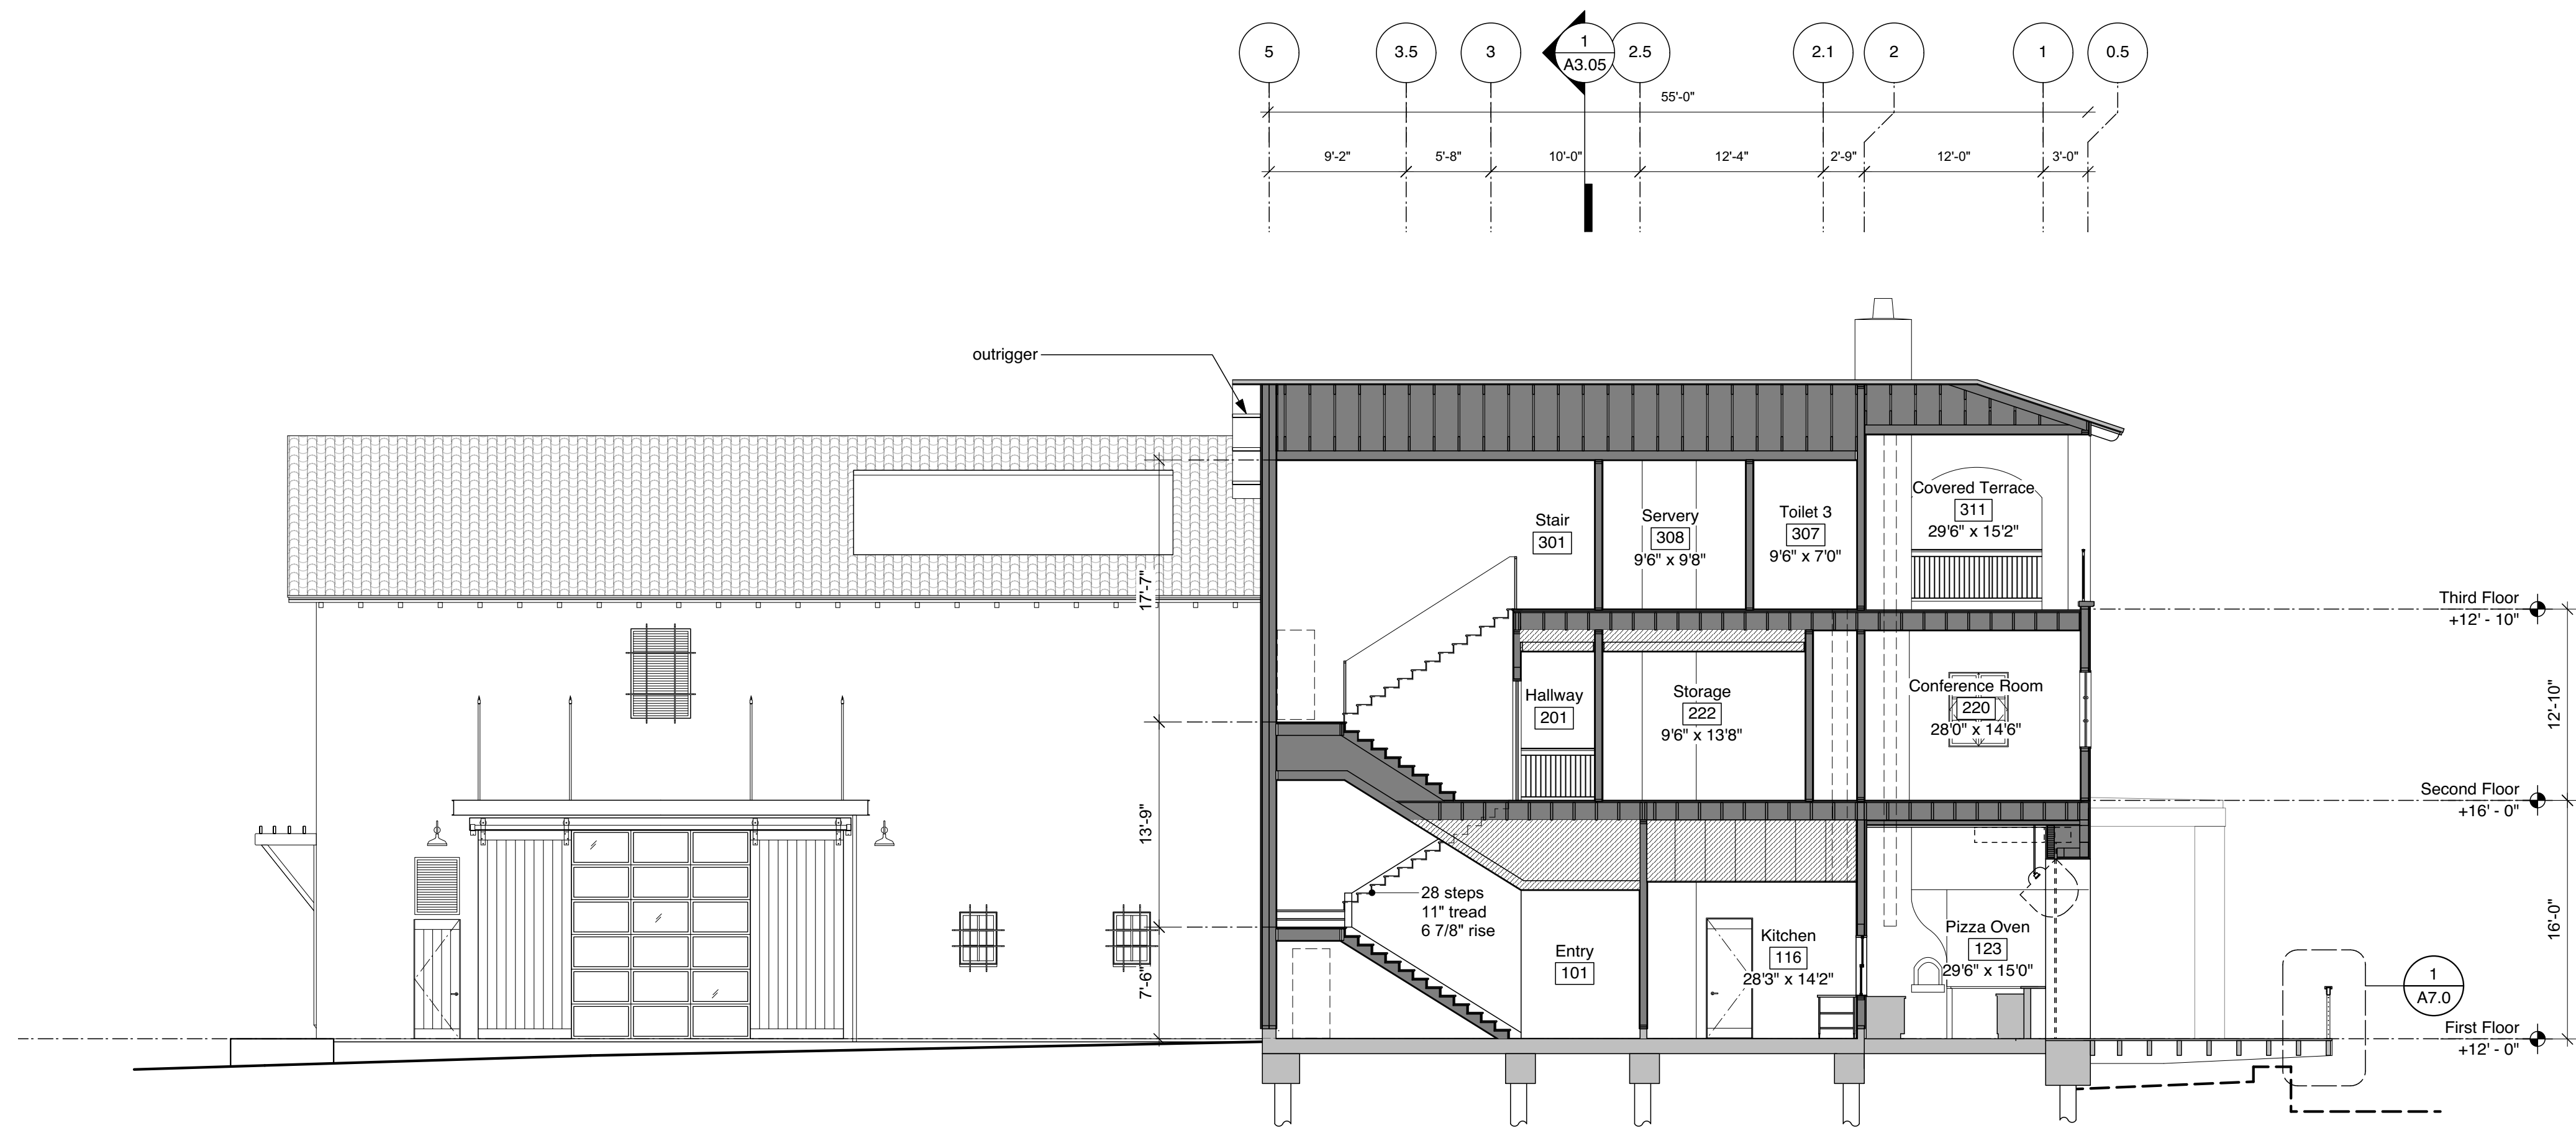 5
3.5
3
1
A3.05
2.5
2.1
2
1
0.5
55'-0"
9'-2"
5'-8"
10'-0"
12'-4"
2'-9"
12'-0"
3'-0"
outrigger
Covered Terrace
311
29'6" x 15'2"
Stair
301
Servery
308
9'6" x 9'8"
Toilet 3
307
9'6" x 7'0"
17'-7"
Third Floor
+12' - 10"
Hallway
201
Storage
222
9'6" x 13'8"
Conference Room
220
28'0" x 14'6"
12'-10"
Second Floor
+16' - 0"
13'-9"
28 steps
11" tread
6 7/8" rise
Entry
101
Kitchen
116
28'3" x 14'2"
Pizza Oven
123
29'6" x 15'0"
16'-0"
7'-6"
1
A7.0
First Floor
+12' - 0"